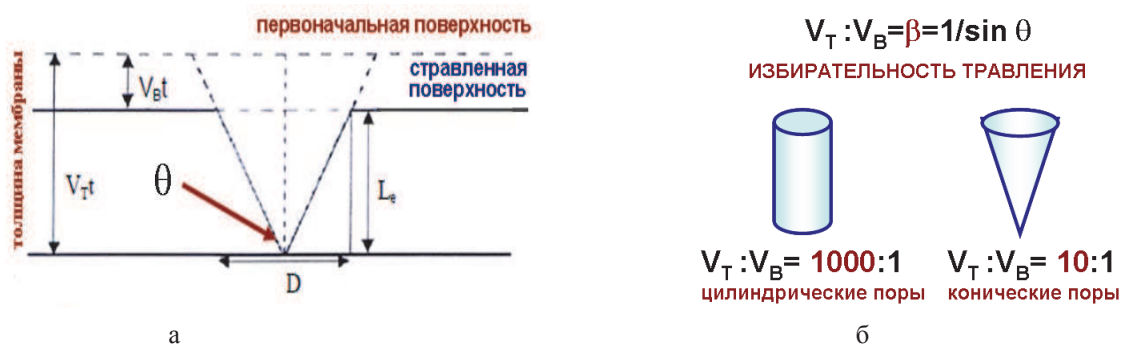 первоначальная поверхность
толщина мембраны
V_Bt
стравленная
поверхность
V_Tt
θ
L_e
D
а
V_T :V_B=β=1/sin θ
ИЗБИРАТЕЛЬНОСТЬ ТРАВЛЕНИЯ
V_T :V_B= 1000:1
цилиндрические поры
V_T :V_B= 10:1
конические поры
б